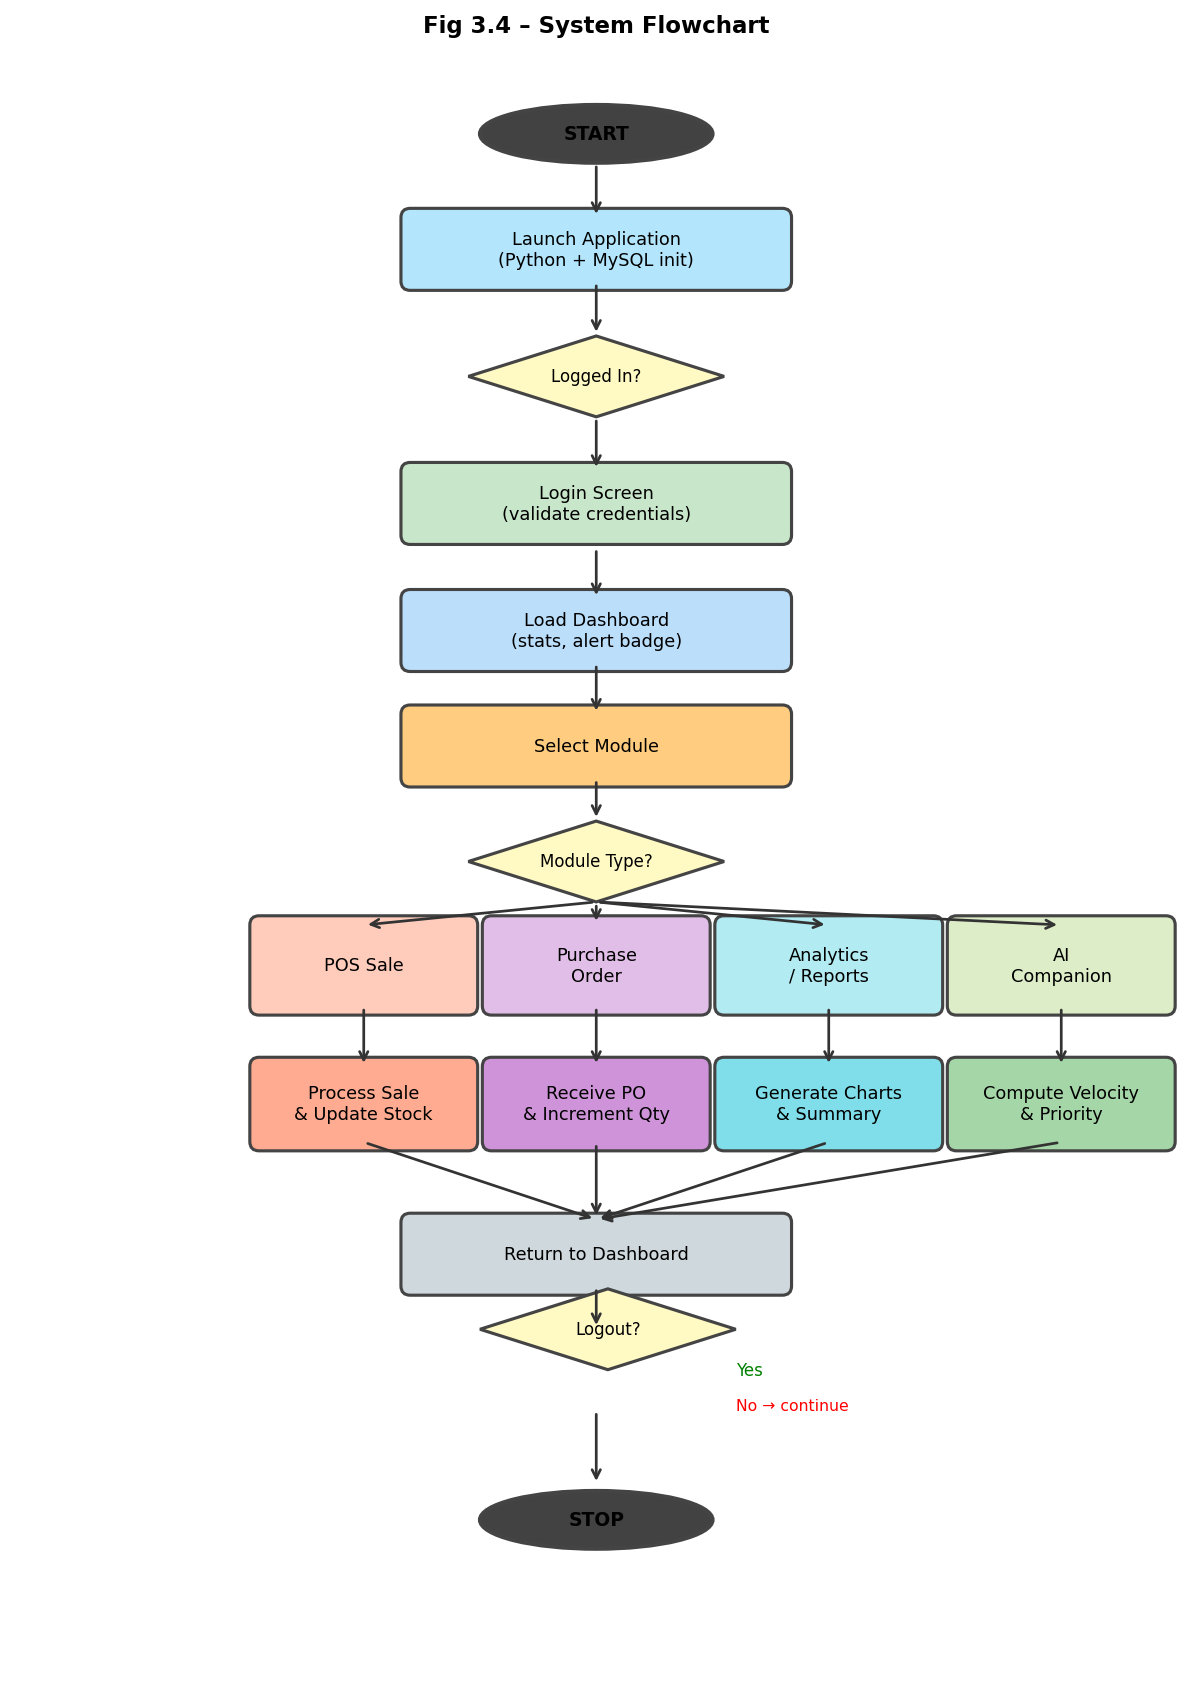 Fig 3.4 – System Flowchart
START
Launch Application
(Python + MySQL init)
Logged In?
Login Screen
(validate credentials)
Load Dashboard
(stats, alert badge)
Select Module
Module Type?
POS Sale
Purchase
Order
Analytics
/ Reports
AI
Companion
Process Sale
& Update Stock
Receive PO
& Increment Qty
Generate Charts
& Summary
Compute Velocity
& Priority
Return to Dashboard
Logout?
Yes
No → continue
STOP